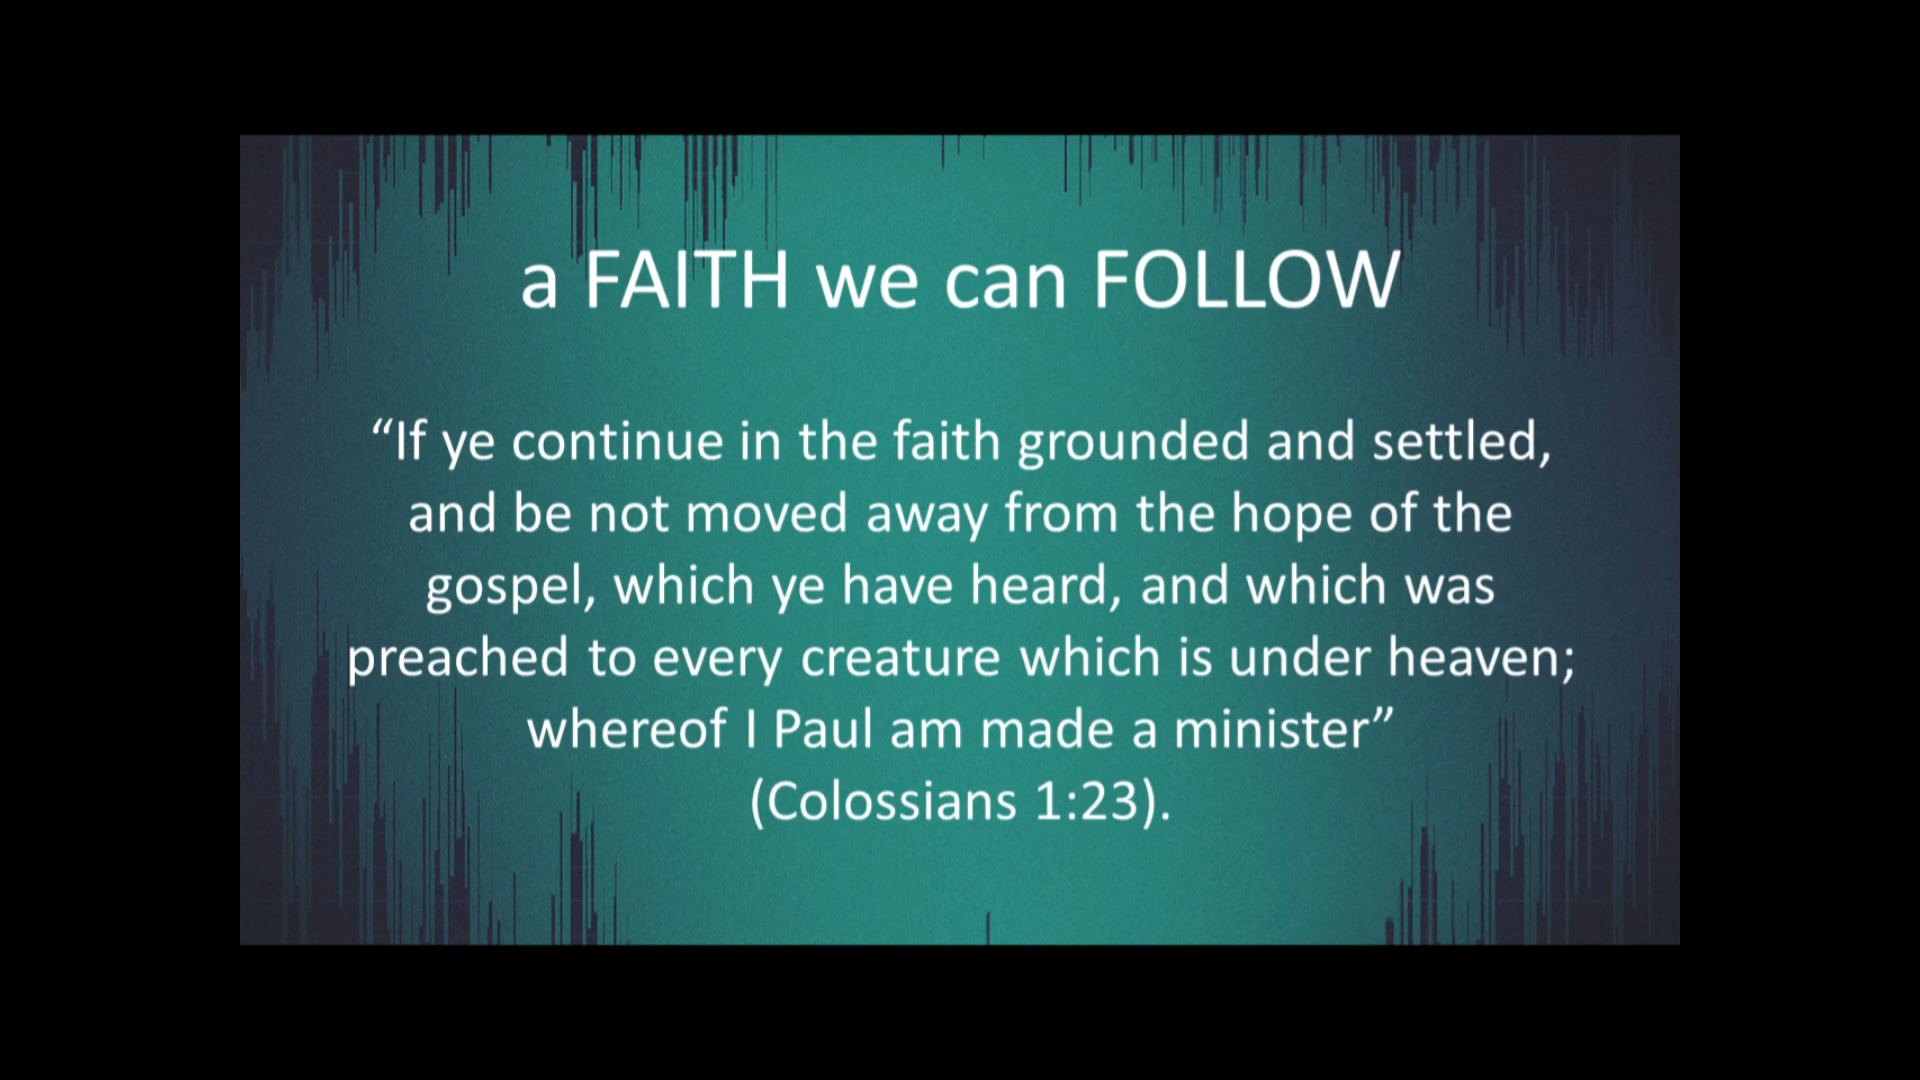 a FAITH we can FOLLOW
“If ye continue in the faith grounded and settled,
and be not moved away from the hope of the
gospel, which ye have heard, and which was
preached to every creature which is under heaven;
whereof I Paul am made a minister”
(Colossians 1:23).